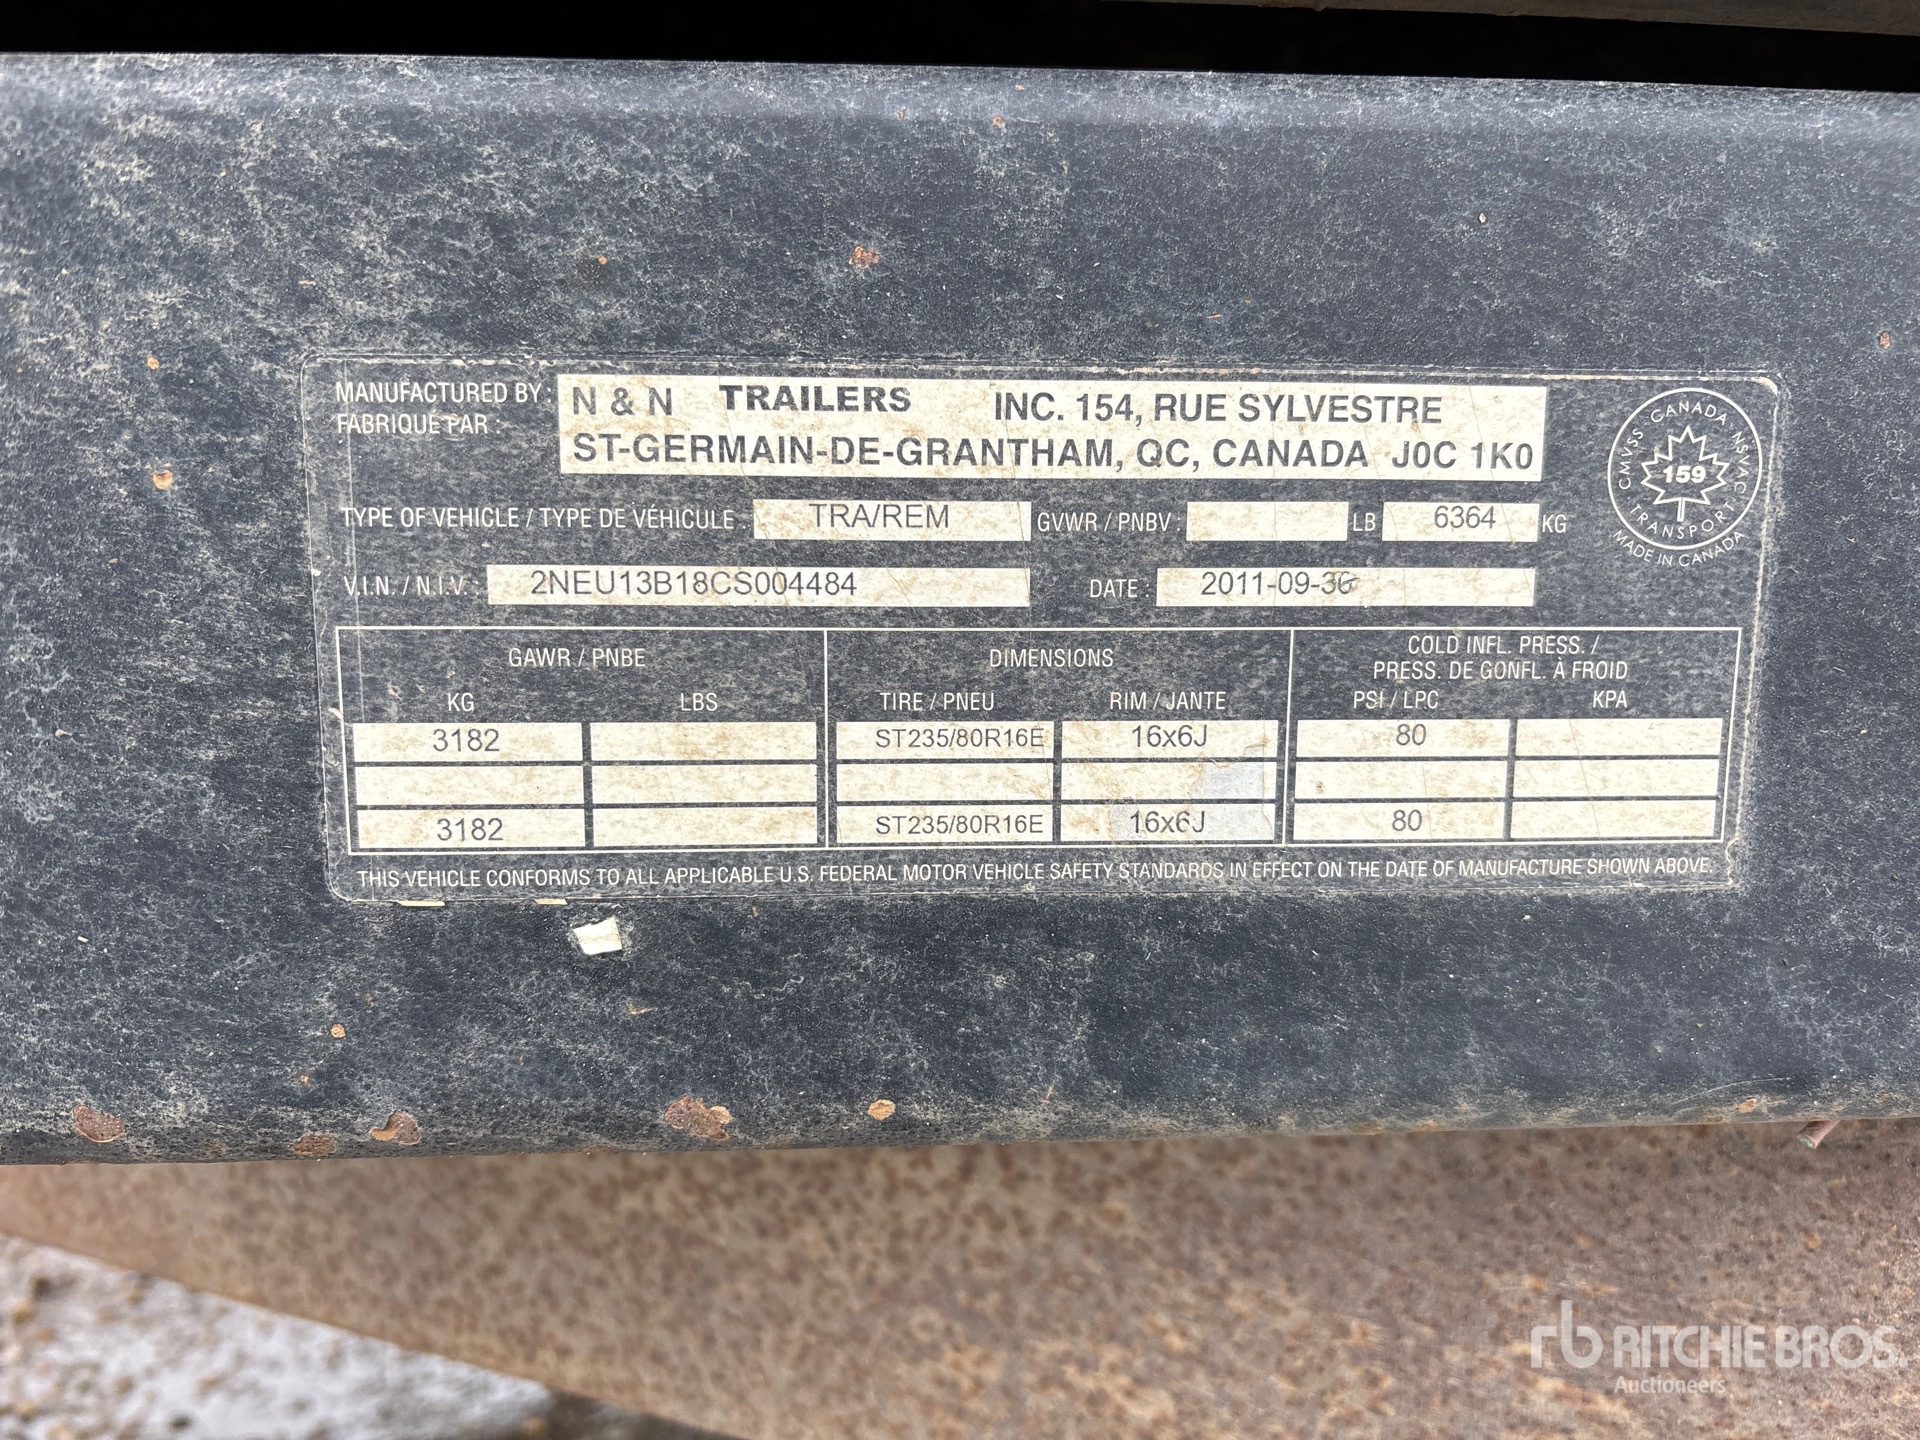 MANUFACTURED BY : N & N TRAILERS INC. 154, RUE SYLVESTRE
FABRIQUÉ PAR : ST-GERMAIN-DE-GRANTHAM, QC, CANADA J0C 1K0
CANADA
CMVSS NSVAC
159
TRANSPORT
MADE IN CANADA
TYPE OF VEHICLE / TYPE DE VÉHICULE : TRA/REM GVWR / PNBV : LB 6364 KG
V.I.N. / N.I.V. : 2NEU13B18CS004484 DATE :
GAWR / PNBE DIMENSIONS COLD INFL. PRESS. /
PRESS. DE GONFL. À FROID
KG LBS TIRE / PNEU RIM / JANTE PSI / LPC KPA
3182 ST235/80R16E 16x6J 80
3182 ST235/80R16E 16x6J 80
THIS VEHICLE CONFORMS TO ALL APPLICABLE U.S. FEDERAL MOTOR VEHICLE SAFETY STANDARDS IN EFFECT ON THE DATE OF MANUFACTURE SHOWN ABOVE.
rb RITCHIE BROS.
Auctioneers